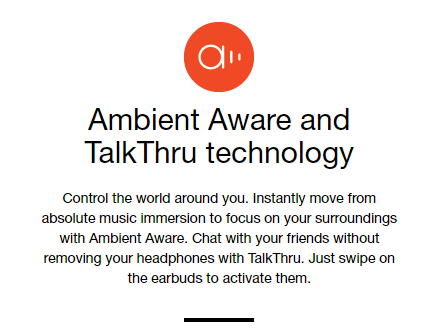 Ambient Aware and
TalkThru technology
Control the world around you. Instantly move from
absolute music immersion to focus on your surroundings
with Ambient Aware. Chat with your friends without
removing your headphones with TalkThru. Just swipe on
the earbuds to activate them.